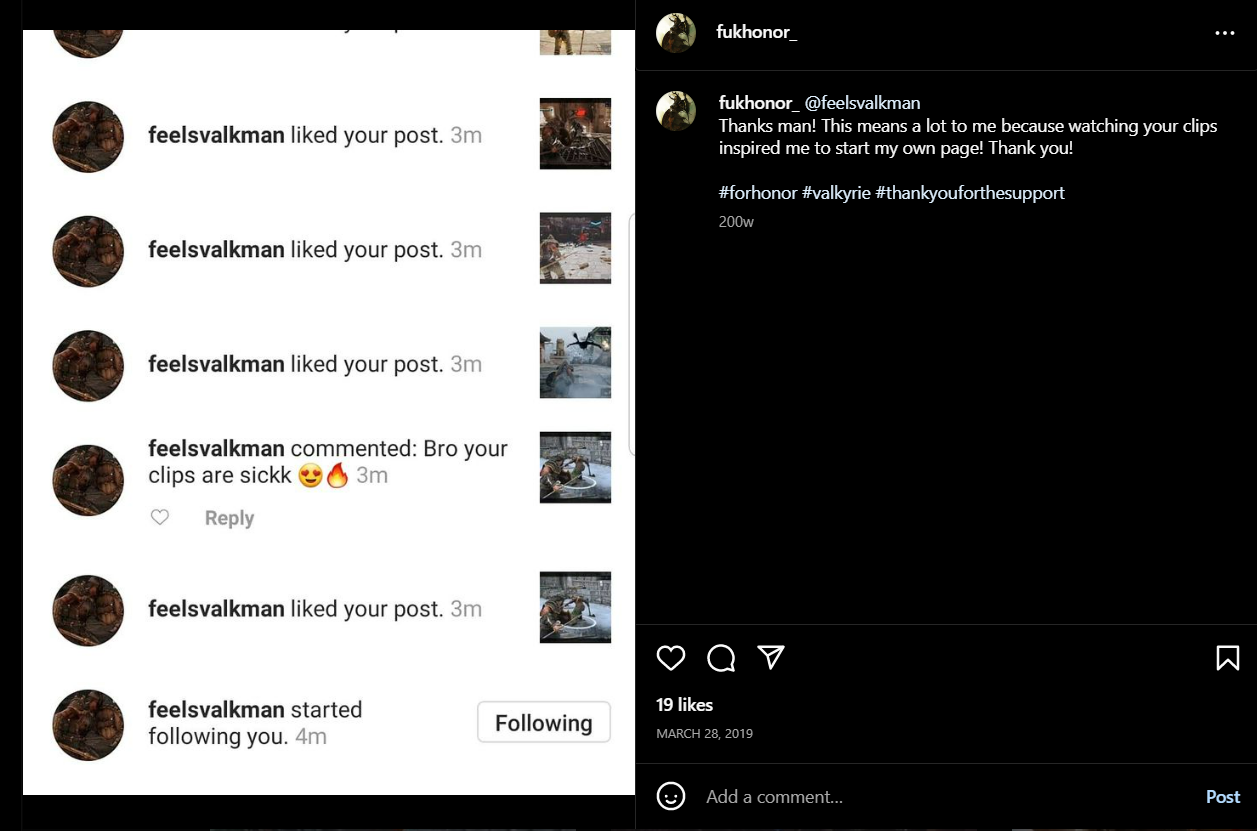 feelsvalkman liked your post. 3m
feelsvalkman liked your post. 3m
feelsvalkman liked your post. 3m
feelsvalkman commented: Bro your
clips are sickk 😍🔥 3m
Reply
feelsvalkman liked your post. 3m
feelsvalkman started
following you. 4m
Following
fukhonor_
fukhonor_ @feelsvalkman
Thanks man! This means a lot to me because watching your clips
inspired me to start my own page! Thank you!
#forhonor #valkyrie #thankyouforthesupport
200w
19 likes
MARCH 28, 2019
Add a comment...
Post